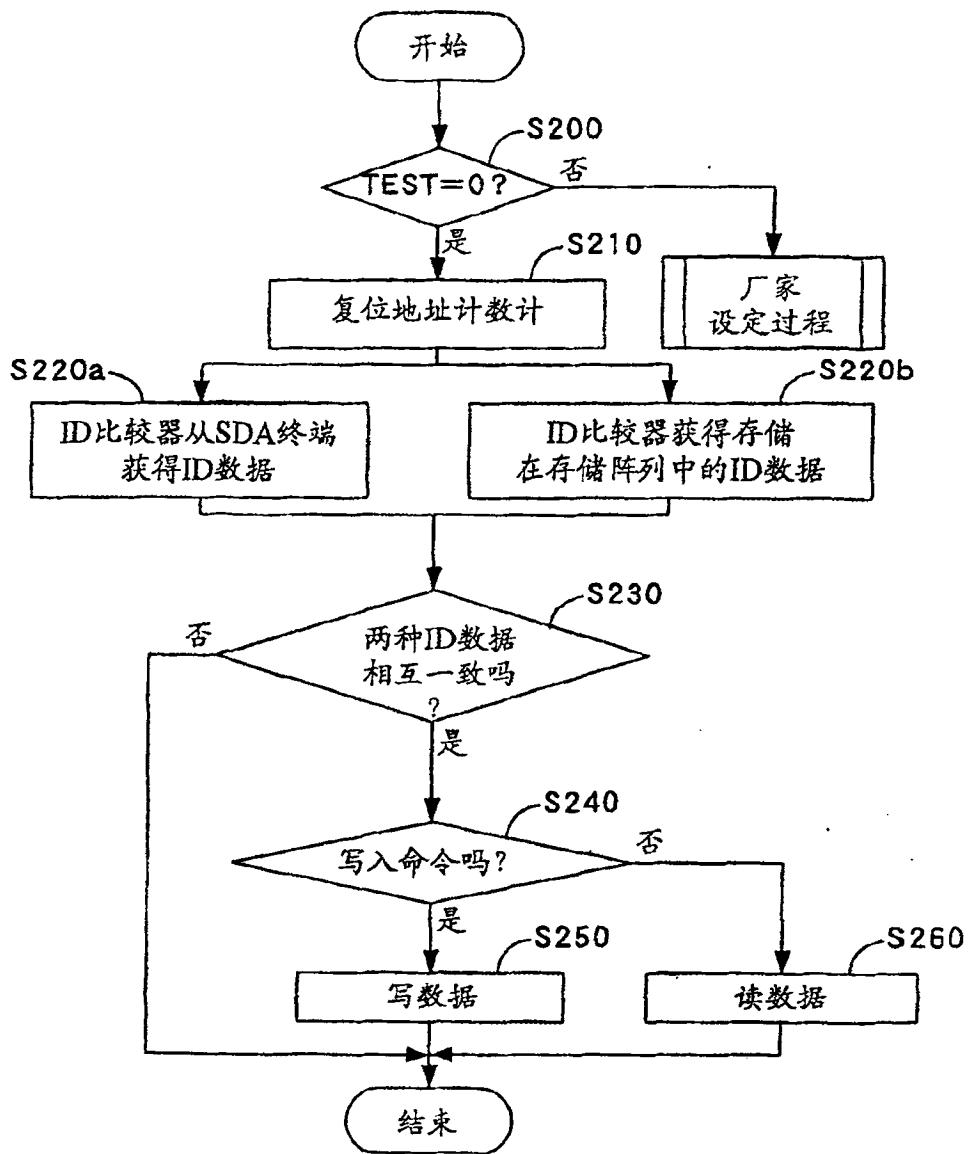 开始
S200
TEST=0?
否
是
S210
复位地址计数计
厂家
设定过程
S220a
S220b
ID比较器从SDA终端
获得ID数据
ID比较器获得存储
在存储阵列中的ID数据
S230
否
两种ID数据
相互一致吗
?
是
S240
写入命令吗?
否
是
S250
写数据
S260
读数据
结束